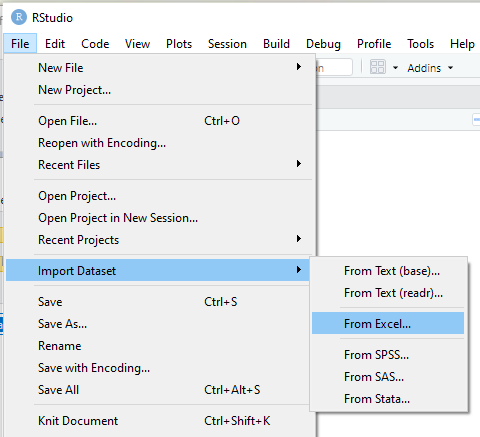 RStudio
File Edit Code View Plots Session Build Debug Profile Tools Help
New File
Addins
New Project...
Open File... Ctrl+O
Reopen with Encoding...
Recent Files
Open Project...
Open Project in New Session...
Recent Projects
Import Dataset
From Text (base)...
From Text (readr)...
From Excel...
From SPSS...
From SAS...
From Stata...
Save Ctrl+S
Save As...
Rename
Save with Encoding...
Save All Ctrl+Alt+S
Knit Document Ctrl+Shift+K